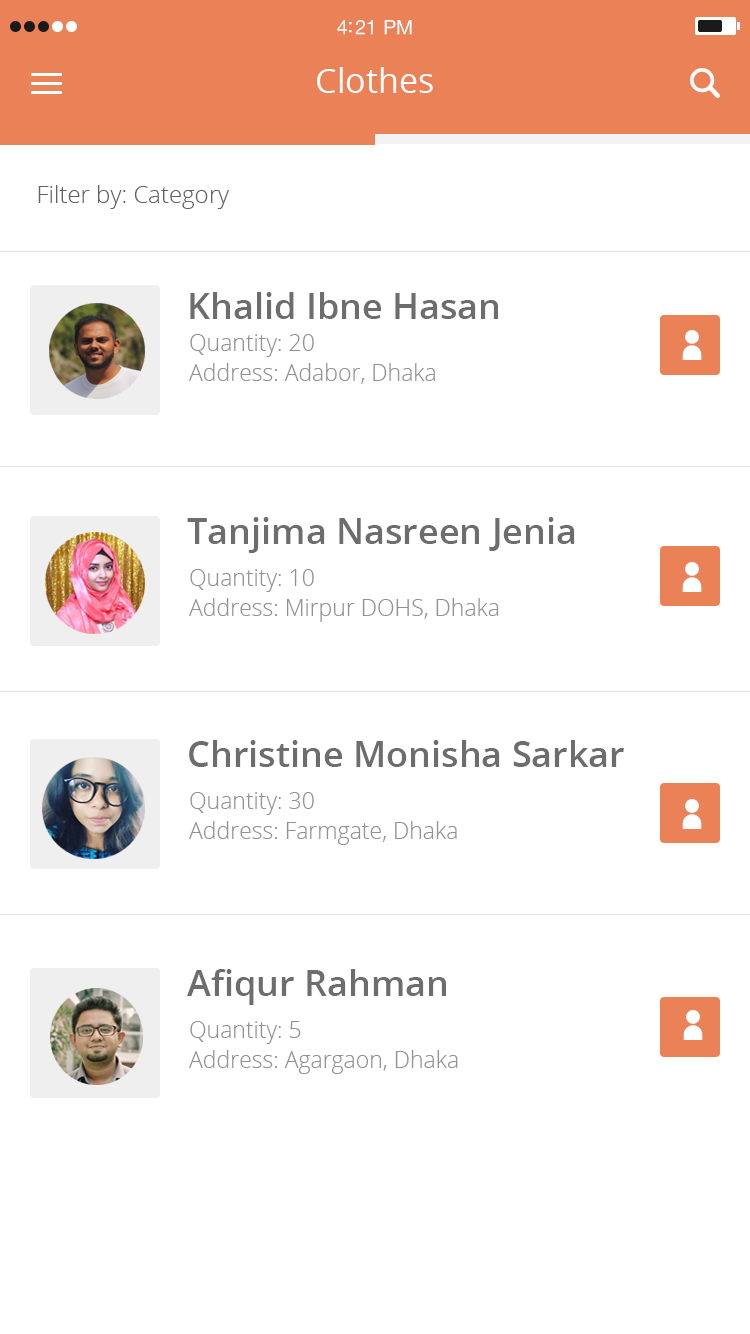 4:21 PM
Clothes
Filter by: Category
Khalid Ibne Hasan
Quantity: 20
Address: Adabor, Dhaka
Tanjima Nasreen Jenia
Quantity: 10
Address: Mirpur DOHS, Dhaka
Christine Monisha Sarkar
Quantity: 30
Address: Farmgate, Dhaka
Afiqur Rahman
Quantity: 5
Address: Agargaon, Dhaka